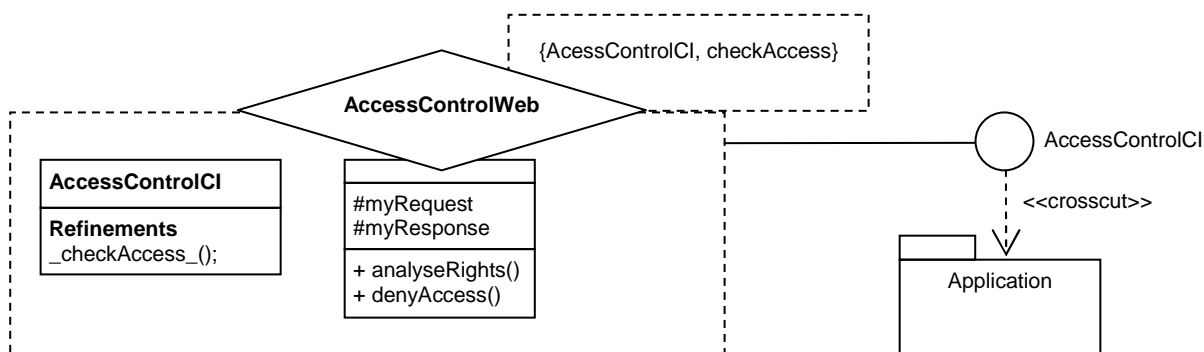 {AcessControlCI, checkAccess}
AccessControlWeb
AccessControlCI
AccessControlCI
Refinements
_checkAccess_();
#myRequest
#myResponse
+ analyseRights()
+ denyAccess()
<<crosscut>>
Application